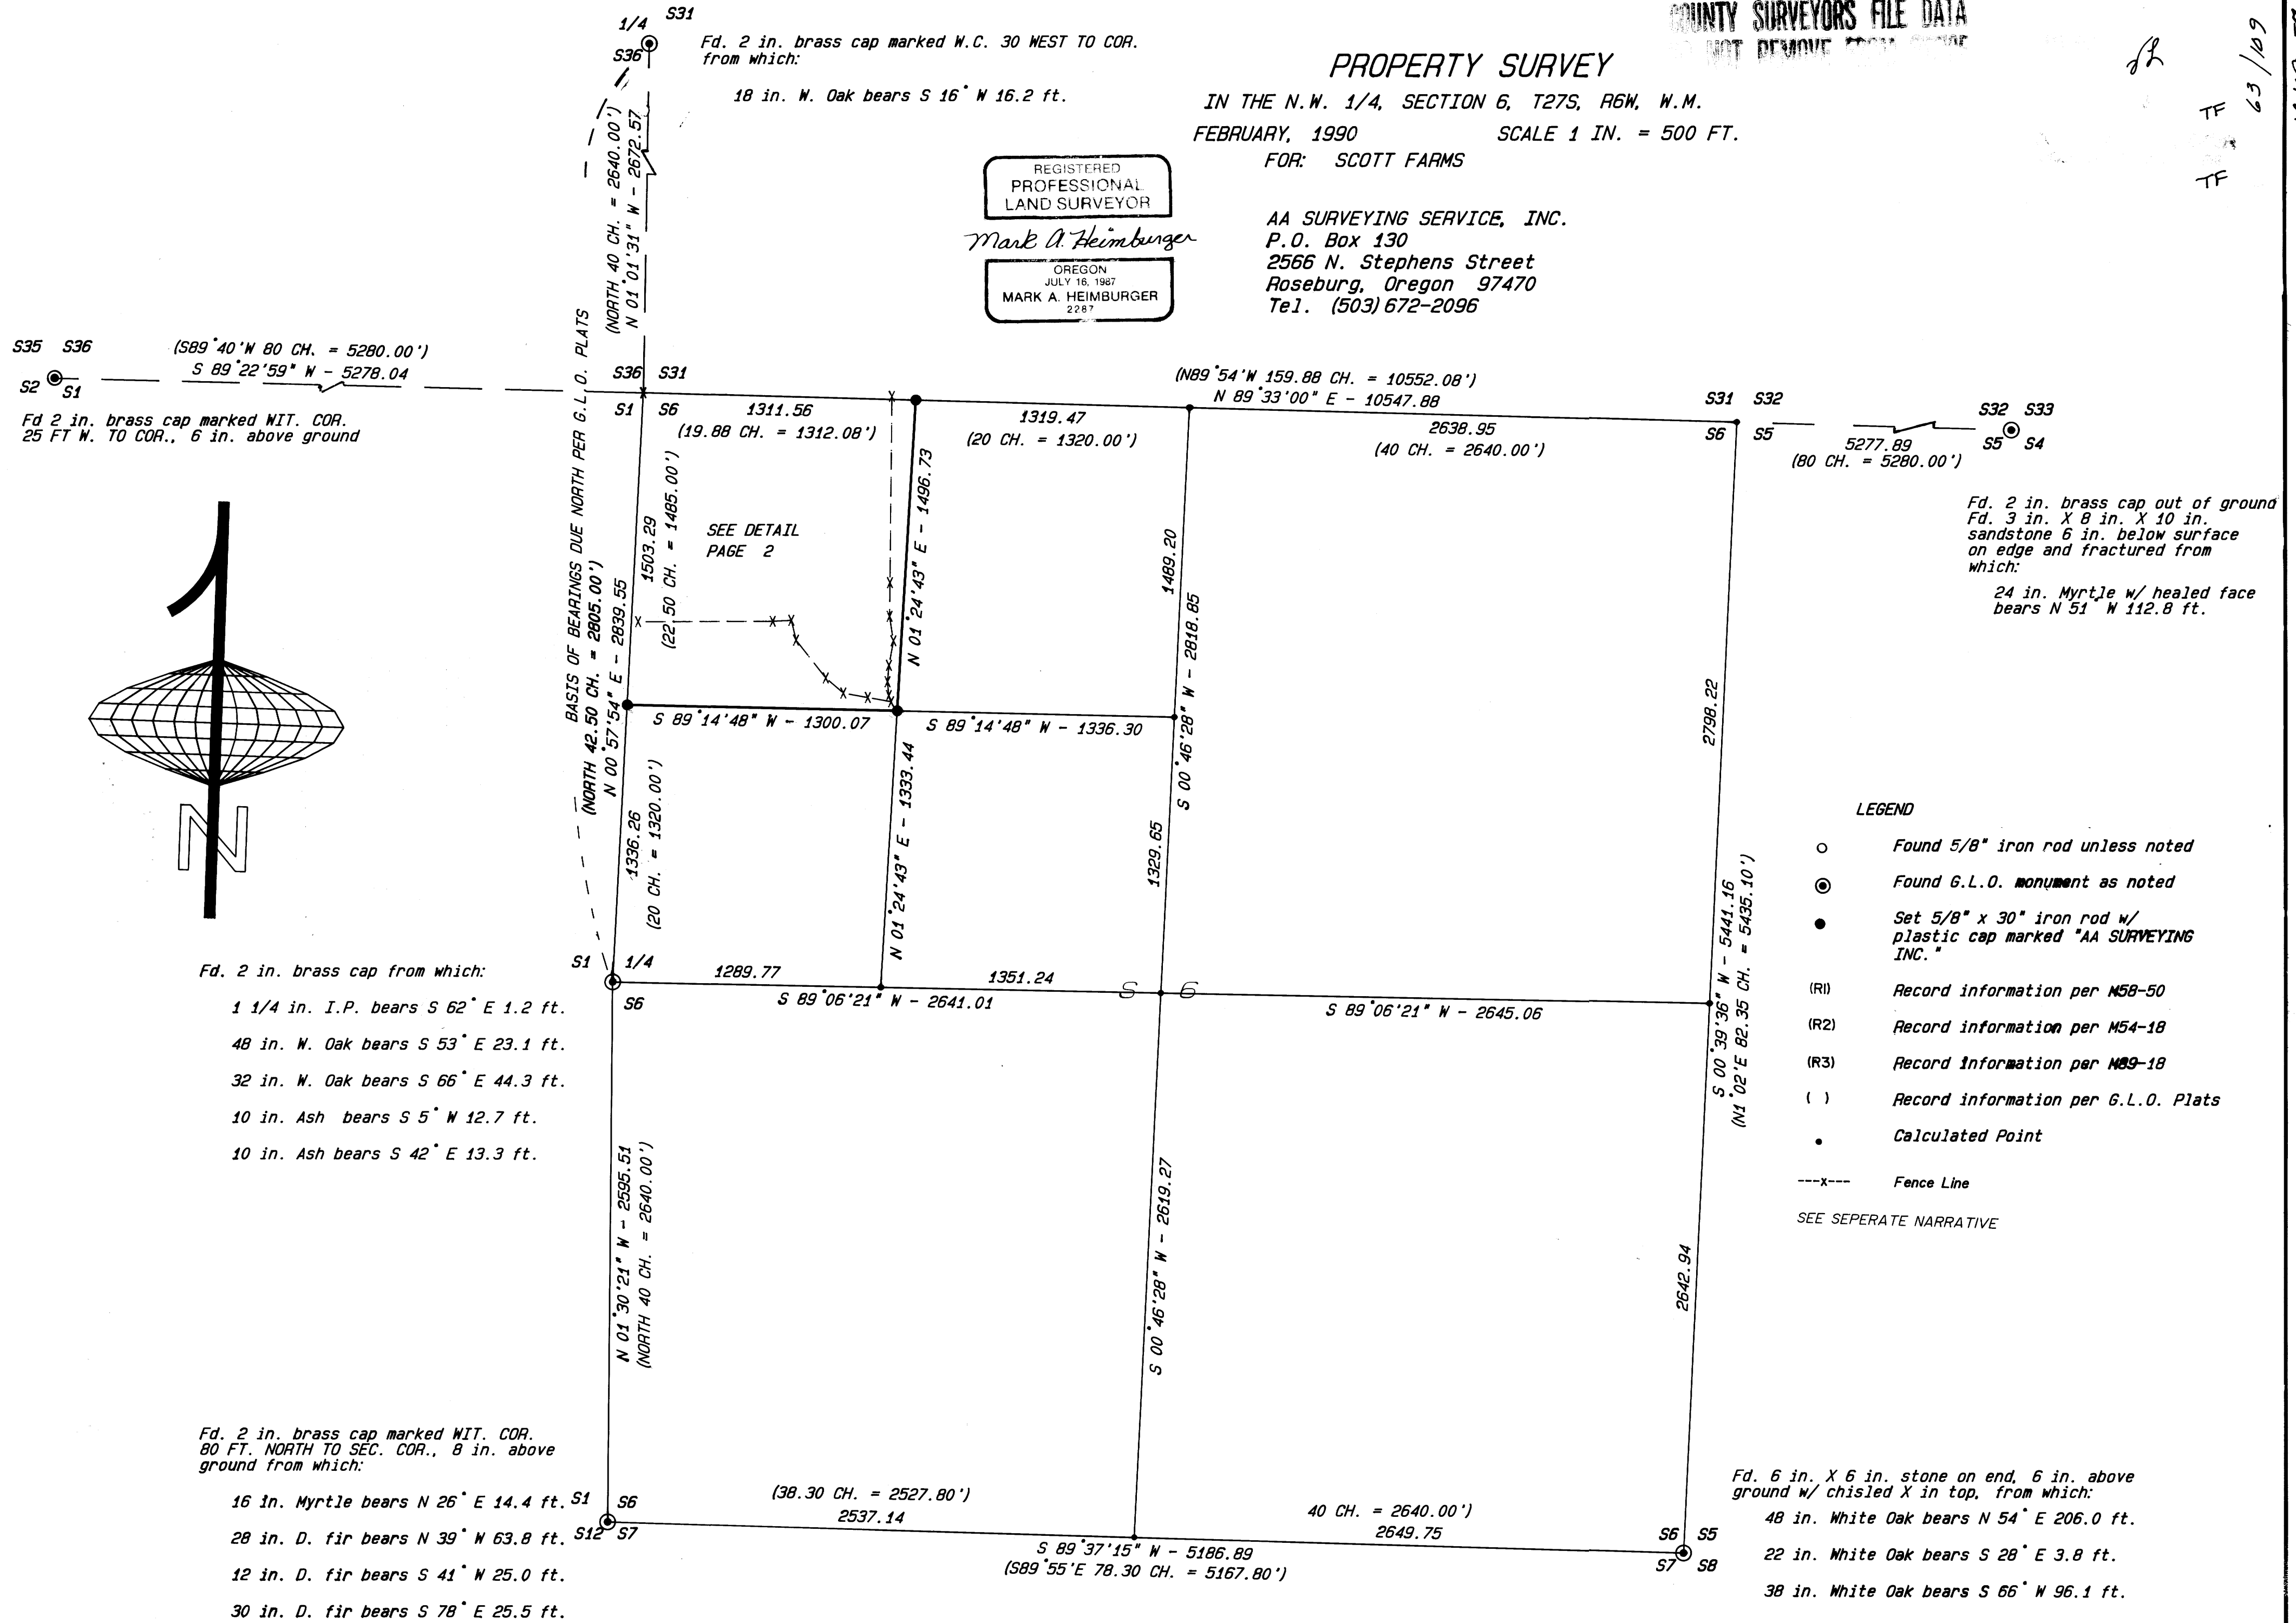 COUNTY SURVEYORS FILE DATA
NOT REMOVE FROM
63/109
TF
TF
PROPERTY SURVEY
IN THE N.W. 1/4, SECTION 6, T27S, R6W, W.M.
FEBRUARY, 1990 SCALE 1 IN. = 500 FT.
FOR: SCOTT FARMS
REGISTERED
PROFESSIONAL
LAND SURVEYOR
Mark A. Heimburger
OREGON
JULY 16, 1987
MARK A. HEIMBURGER
2287
AA SURVEYING SERVICE, INC.
P.O. Box 130
2566 N. Stephens Street
Roseburg, Oregon 97470
Tel. (503) 672-2096
S31
1/4
S36
Fd. 2 in. brass cap marked W.C. 30 WEST TO COR.
from which:
18 in. W. Oak bears S 16° W 16.2 ft.
(NORTH 40 CH. = 2640.00')
N 01°01'31" W - 2672.57
S35 S36
S2 S1
(S89°40'W 80 CH. = 5280.00')
S 89°22'59" W - 5278.04
Fd 2 in. brass cap marked WIT. COR.
25 FT W. TO COR., 6 in. above ground
S36 S31
S1 S6
1311.56
(19.88 CH. = 1312.08')
1319.47
(20 CH. = 1320.00')
(N89°54'W 159.88 CH. = 10552.08')
N 89°33'00" E - 10547.88
2638.95
(40 CH. = 2640.00')
S31 S32
S6 S5
5277.89
(80 CH. = 5280.00')
S32 S33
S5 S4
Fd. 2 in. brass cap out of ground
Fd. 3 in. X 8 in. X 10 in.
sandstone 6 in. below surface
on edge and fractured from
which:
24 in. Myrtle w/ healed face
bears N 51° W 112.8 ft.
BASIS OF BEARINGS DUE NORTH PER G.L.O. PLATS
(NORTH 42.50 CH. = 2805.00')
N 00°57'54" E - 2839.55
1503.29
(22.50 CH. = 1485.00')
SEE DETAIL
PAGE 2
N 01°24'43" E - 1496.73
1489.20
S 00°46'28" W - 2818.85
2798.22
S 89°14'48" W - 1300.07
S 89°14'48" W - 1336.30
1336.26
(20 CH. = 1320.00')
N 01°24'43" E - 1333.44
1329.65
N
S1 1/4
S6
1289.77
1351.24
S 89°06'21" W - 2641.01
S 6
S 89°06'21" W - 2645.06
S 00°39'36" W - 5441.16
(N1°02'E 82.35 CH. = 5435.10')
Fd. 2 in. brass cap from which:
1 1/4 in. I.P. bears S 62° E 1.2 ft.
48 in. W. Oak bears S 53° E 23.1 ft.
32 in. W. Oak bears S 66° E 44.3 ft.
10 in. Ash bears S 5° W 12.7 ft.
10 in. Ash bears S 42° E 13.3 ft.
LEGEND
Found 5/8" iron rod unless noted
Found G.L.O. monument as noted
Set 5/8" x 30" iron rod w/
plastic cap marked "AA SURVEYING
INC."
(R1) Record information per M58-50
(R2) Record information per M54-18
(R3) Record information per M89-18
( ) Record information per G.L.O. Plats
Calculated Point
---x--- Fence Line
SEE SEPERATE NARRATIVE
N 01°30'21" W - 2595.51
(NORTH 40 CH. = 2640.00')
S 00°46'28" W - 2619.27
2642.94
Fd. 2 in. brass cap marked WIT. COR.
80 FT. NORTH TO SEC. COR., 8 in. above
ground from which:
16 in. Myrtle bears N 26° E 14.4 ft.
28 in. D. fir bears N 39° W 63.8 ft.
12 in. D. fir bears S 41° W 25.0 ft.
30 in. D. fir bears S 78° E 25.5 ft.
S1 S6
S12 S7
(38.30 CH. = 2527.80')
2537.14
40 CH. = 2640.00')
2649.75
S 89°37'15" W - 5186.89
(S89°55'E 78.30 CH. = 5167.80')
S6 S5
S7 S8
Fd. 6 in. X 6 in. stone on end, 6 in. above
ground w/ chisled X in top, from which:
48 in. White Oak bears N 54° E 206.0 ft.
22 in. White Oak bears S 28° E 3.8 ft.
38 in. White Oak bears S 66° W 96.1 ft.